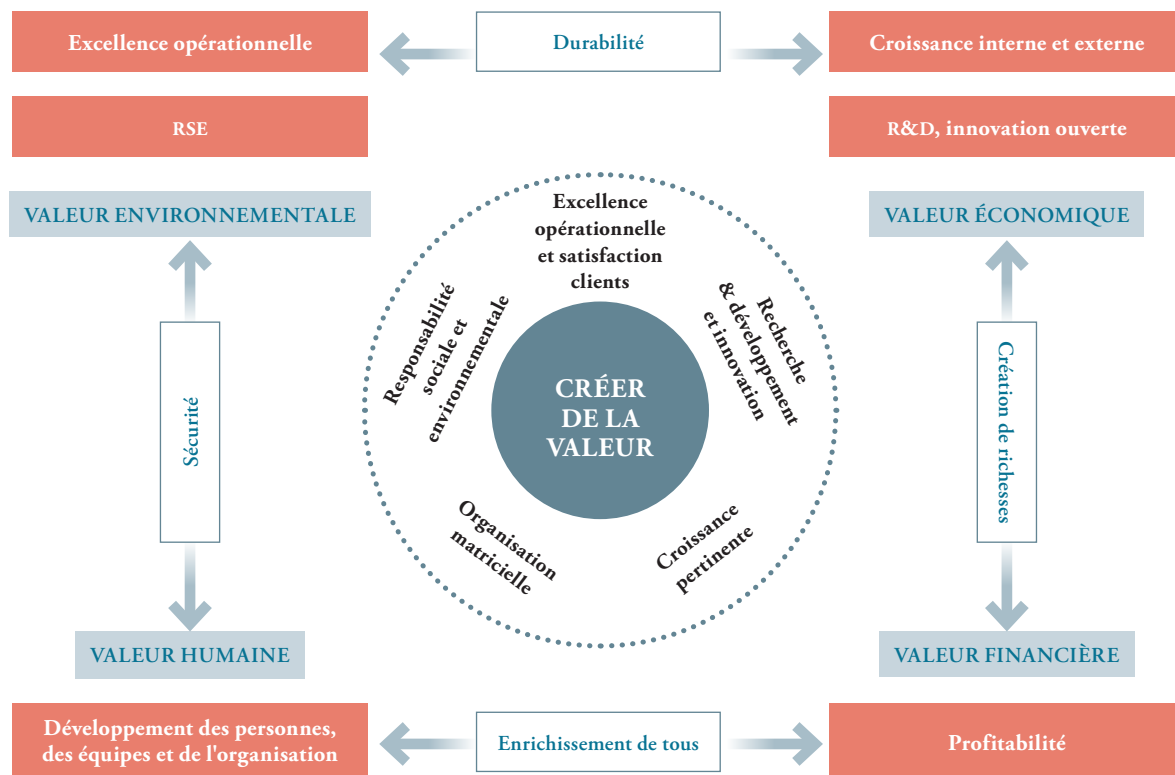 Excellence opérationnelle
Durabilité
Croissance interne et externe
RSE
R&D, innovation ouverte
VALEUR ENVIRONNEMENTALE
VALEUR ÉCONOMIQUE
Excellence
opérationnelle
et satisfaction
clients
Responsabilité
sociale et
environnementale
Recherche
& développement
et innovation
Sécurité
CRÉER
DE LA
VALEUR
Création de richesses
Organisation
matricielle
Croissance
pertinente
VALEUR HUMAINE
VALEUR FINANCIÈRE
Développement des personnes,
des équipes et de l'organisation
Enrichissement de tous
Profitabilité